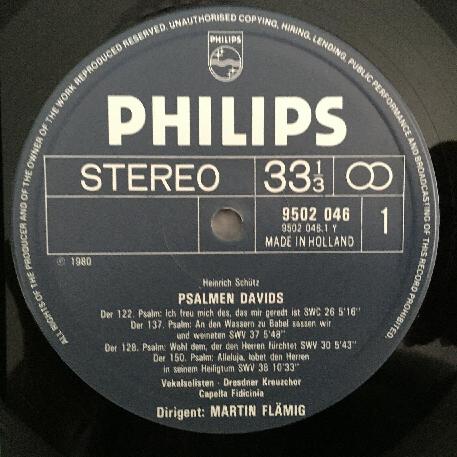 ALL RIGHTS OF THE MANUFACTURER AND OF THE OWNER OF THE WORK REPRODUCED RESERVED. UNAUTHORISED COPYING, HIRING, LENDING, PUBLIC PERFORMANCE AND BROADCASTING OF THIS RECORD PROHIBITED.
PHILIPS
PHILIPS
STEREO 33 1/3
9502 046
9502 046.1 Y
MADE IN HOLLAND
1
℗ 1980
Heinrich Schütz
PSALMEN DAVIDS
Der 122. Psalm: Ich freu mich des, das mir geredt ist SWC 26 5'16"
Der 137. Psalm: An den Wassern zu Babel sassen wir
und weineten SWV 37 5'48"
Der 128. Psalm: Wohl dem, der den Herren fürchtet SWV 30 5'43"
Der 150. Psalm: Alleluja, lobet den Herren
in seinem Heiligtum SWV 38 10'33"
Vokalsolisten · Dresdner Kreuzchor
Capella Fidicinia
Dirigent: MARTIN FLÄMIG